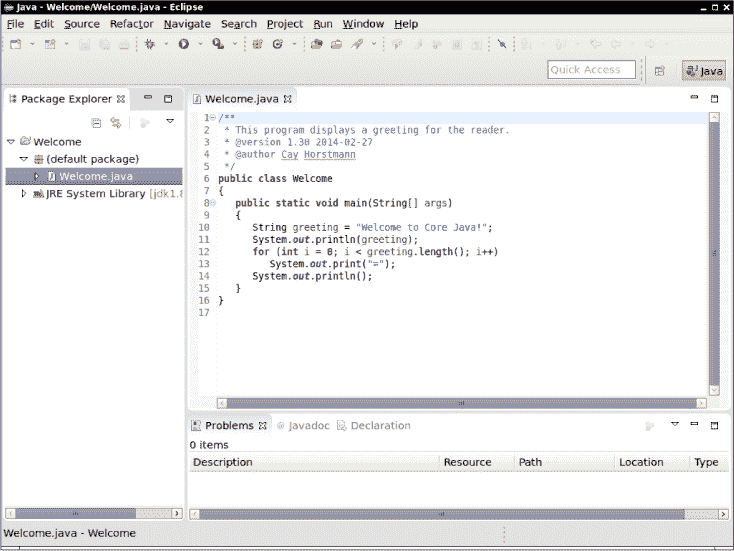 Java - Welcome/Welcome.java - Eclipse
File Edit Source Refactor Navigate Search Project Run Window Help
Quick Access
Java
Package Explorer
Welcome
(default package)
Welcome.java
JRE System Library [jdk1.8
Welcome.java
1 /**
2 * This program displays a greeting for the reader.
3 * @version 1.30 2014-02-27
4 * @author Cay Horstmann
5 */
6 public class Welcome
7 {
8 public static void main(String[] args)
9 {
10 String greeting = "Welcome to Core Java!";
11 System.out.println(greeting);
12 for (int i = 0; i < greeting.length(); i++)
13 System.out.print("=");
14 System.out.println();
15 }
16 }
17
Problems @ Javadoc Declaration
0 items
Description Resource Path Location Type
Welcome.java - Welcome